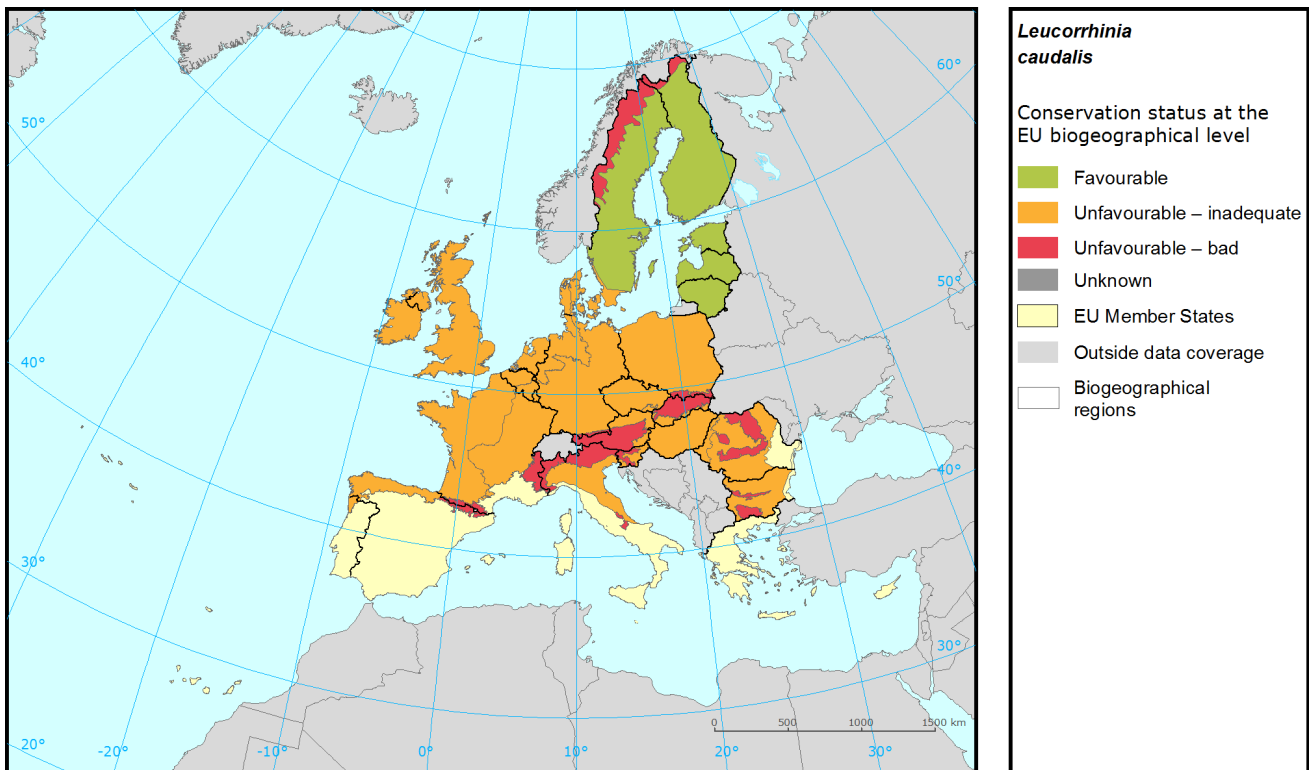 Leucorrhinia
caudalis
Conservation status at the
EU biogeographical level
Favourable
Unfavourable – inadequate
Unfavourable – bad
Unknown
EU Member States
Outside data coverage
Biogeographical
regions
60°
50°
50°
40°
40°
30°
30°
20°
-20°
-10°
0°
10°
20°
30°
0 500 1000 1500 km